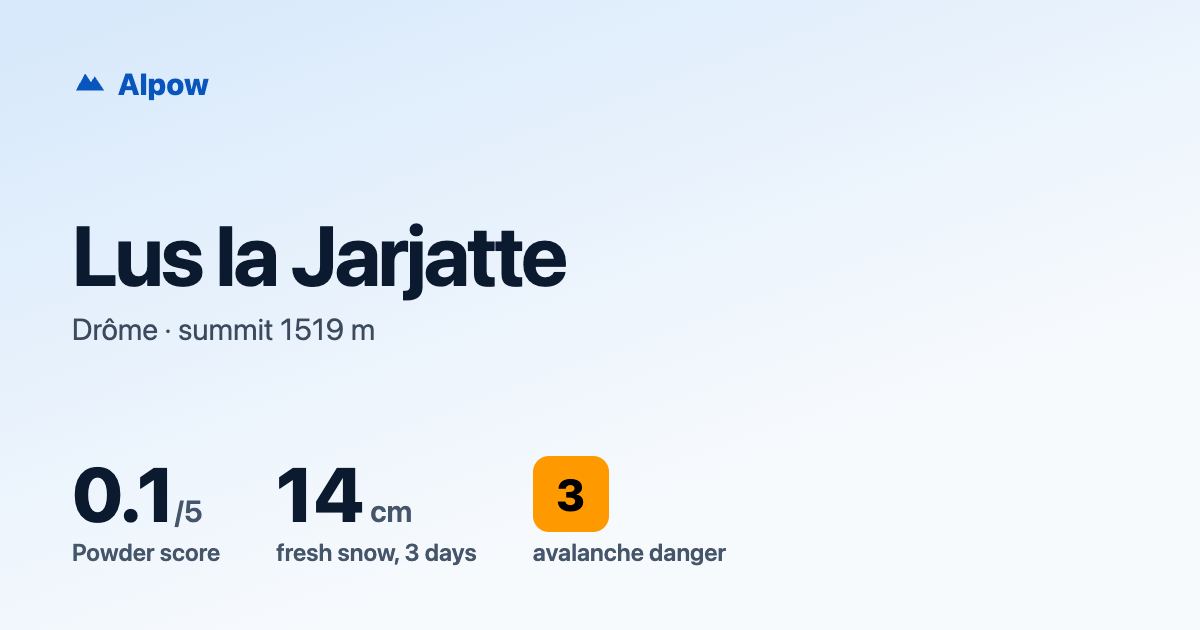 Alpow
Lus la Jarjatte
Drôme · summit 1519 m
0.1/5
Powder score
14 cm
fresh snow, 3 days
3
avalanche danger